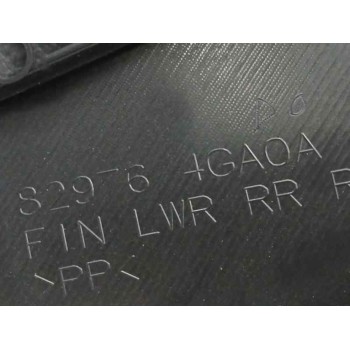 82976 4GA0A
FIN LWR RR R
>PP<